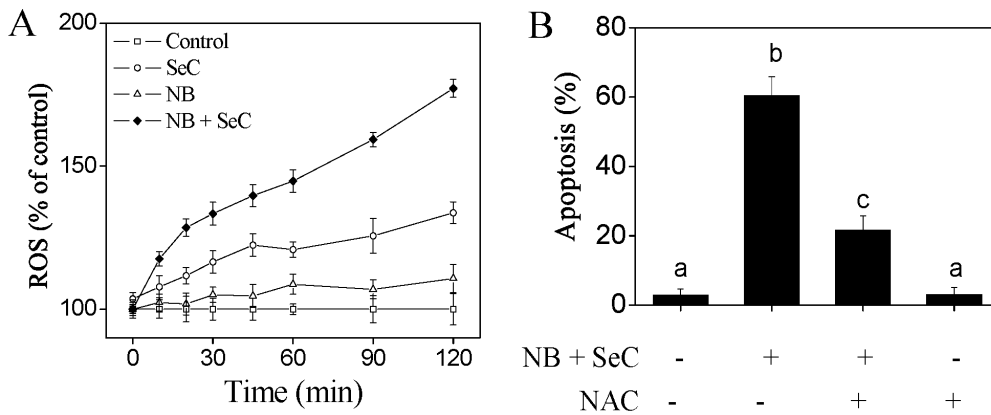 A
ROS (% of control)
200
150
100
Control
SeC
NB
NB + SeC
0 30 60 90 120
Time (min)
B
Apoptosis (%)
80
60
40
20
0
a b c a
NB + SeC - + + -
NAC - - + +